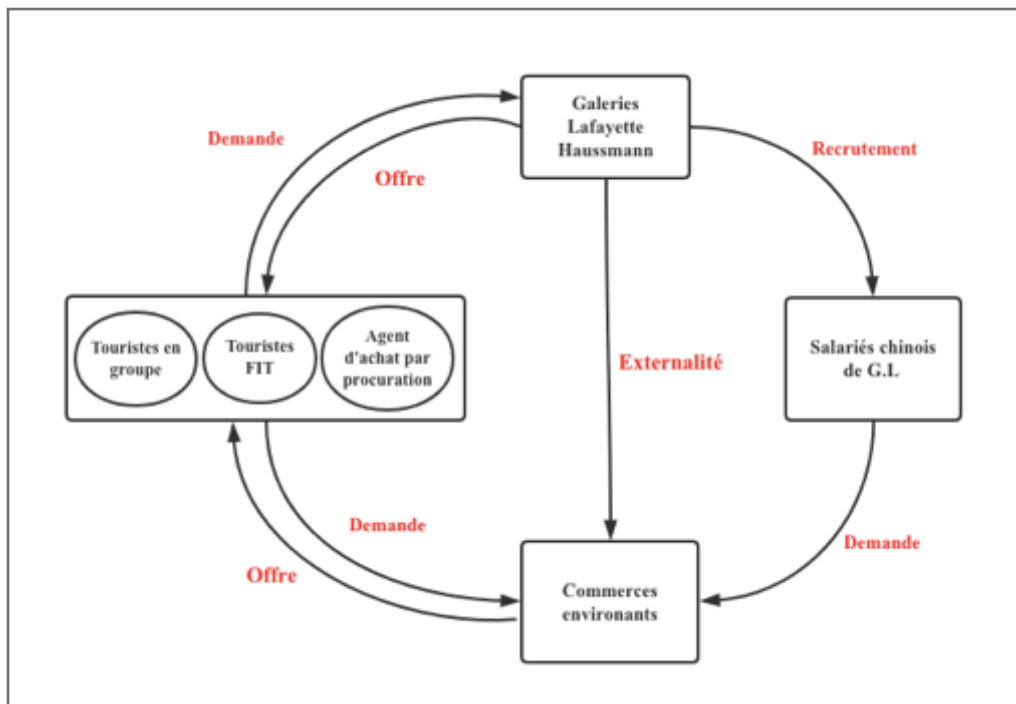 Galeries
Lafayette
Haussmann
Demande
Offre
Recrutement
Touristes en
groupe
Touristes
FIT
Agent
d'achat par
procuration
Externalité
Salariés chinois
de G.L
Demande
Offre
Demande
Commerces
environants